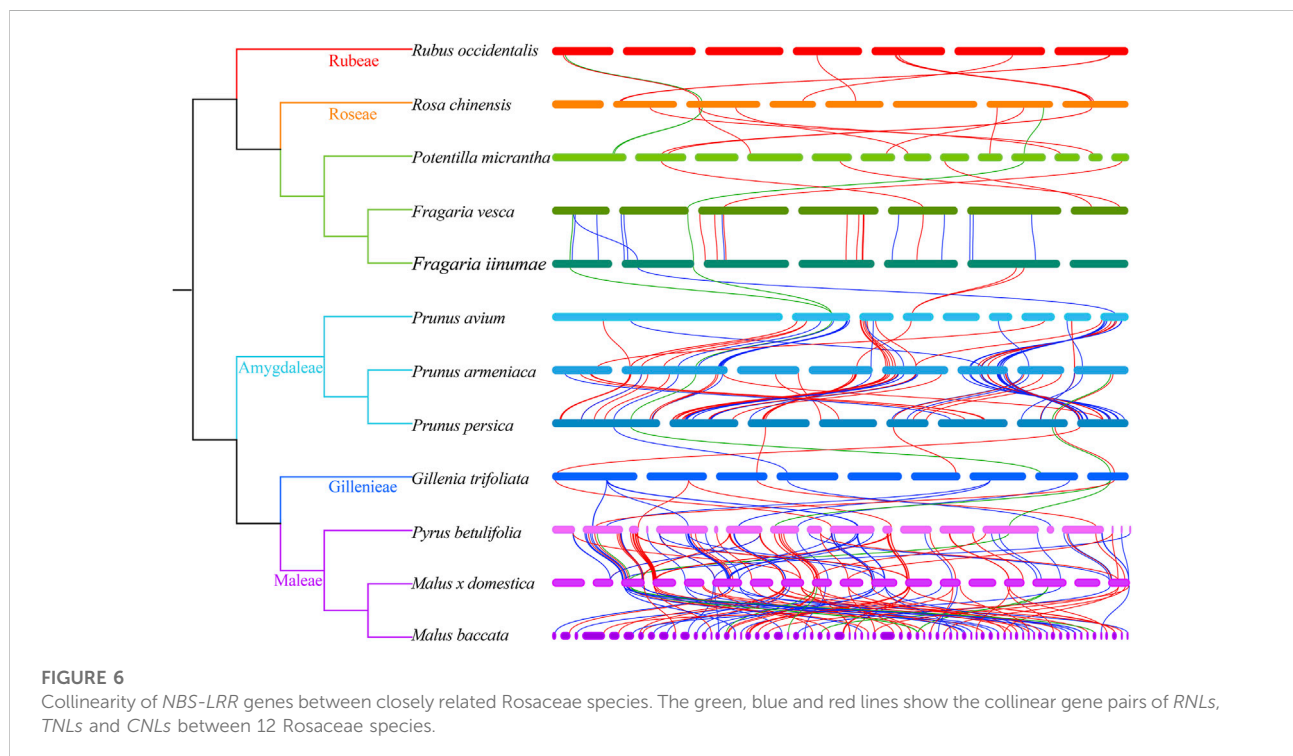 Rubus occidentalis
Rubeae
Rosa chinensis
Roseae
Potentilla micrantha
Fragaria vesca
Fragaria iinumae
Prunus avium
Amygdaleae
Prunus armeniaca
Prunus persica
Gillenia trifoliata
Gillenieae
Pyrus betulifolia
Maleae
Malus x domestica
Malus baccata
FIGURE 6
Collinearity of NBS-LRR genes between closely related Rosaceae species. The green, blue and red lines show the collinear gene pairs of RNLs,
TNLs and CNLs between 12 Rosaceae species.